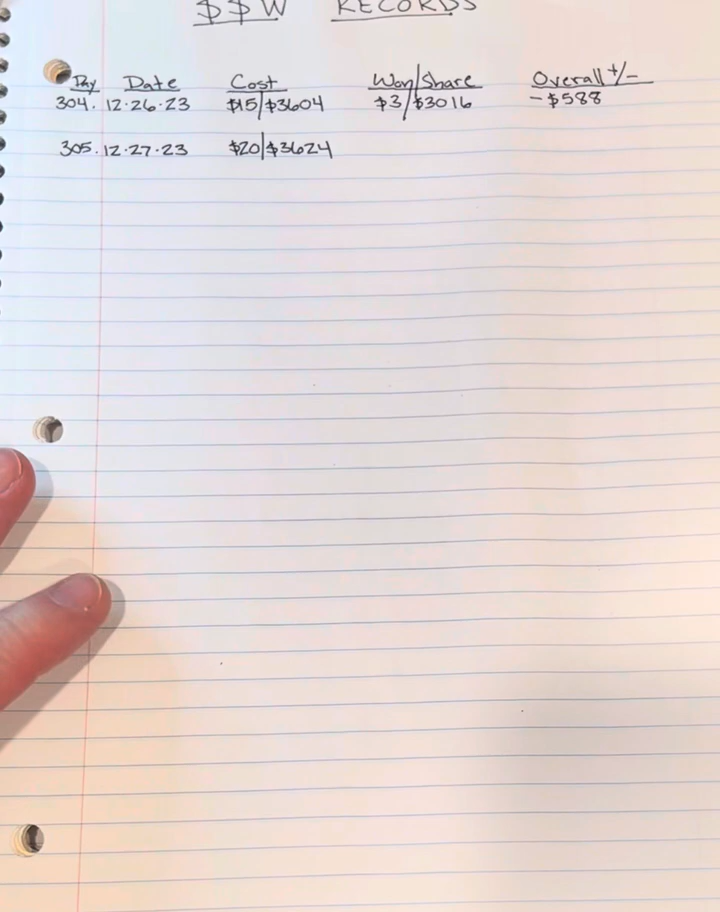 $$W RECORDS
Day Date Cost Won/Share Overall +/-
304. 12.26.23 $15/$3604 $3/$3016 -$588
305. 12.27.23 $20/$3624